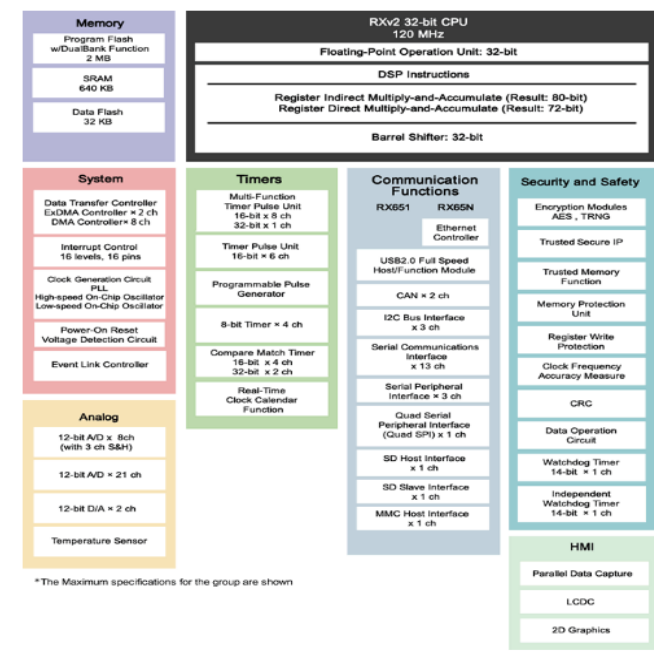 Memory
Program Flash
w/DualBank Function
2 MB
SRAM
640 KB
Data Flash
32 KB
RXv2 32-bit CPU
120 MHz
Floating-Point Operation Unit: 32-bit
DSP Instructions
Register Indirect Multiply-and-Accumulate (Result: 80-bit)
Register Direct Multiply-and-Accumulate (Result: 72-bit)
Barrel Shifter: 32-bit
System
Data Transfer Controller
ExDMA Controller × 2 ch
DMA Controller× 8 ch
Interrupt Control
16 levels, 16 pins
Clock Generation Circuit
PLL
High-speed On-Chip Oscillator
Low-speed On-Chip Oscillator
Power-On Reset
Voltage Detection Circuit
Event Link Controller
Analog
12-bit A/D x 8ch
(with 3 ch S&H)
12-bit A/D × 21 ch
12-bit D/A × 2 ch
Temperature Sensor
Timers
Multi-Function
Timer Pulse Unit
16-bit x 8 ch
32-bit x 1 ch
Timer Pulse Unit
16-bit × 6 ch
Programmable Pulse
Generator
8-bit Timer × 4 ch
Compare Match Timer
16-bit x 4 ch
32-bit x 2 ch
Real-Time
Clock Calendar
Function
Communication
Functions
RX651 RX65N
Ethernet
Controller
USB2.0 Full Speed
Host/Function Module
CAN × 2 ch
I2C Bus Interface
x 3 ch
Serial Communications
Interface
x 13 ch
Serial Peripheral
Interface × 3 ch
Quad Serial
Peripheral Interface
(Quad SPI) x 1 ch
SD Host Interface
x 1 ch
SD Slave Interface
x 1 ch
MMC Host Interface
x 1 ch
Security and Safety
Encryption Modules
AES , TRNG
Trusted Secure IP
Trusted Memory
Function
Memory Protection
Unit
Register Write
Protection
Clock Frequency
Accuracy Measure
CRC
Data Operation
Circuit
Watchdog Timer
14-bit × 1 ch
Independent
Watchdog Timer
14-bit × 1 ch
HMI
Parallel Data Capture
LCDC
2D Graphics
*The Maximum specifications for the group are shown